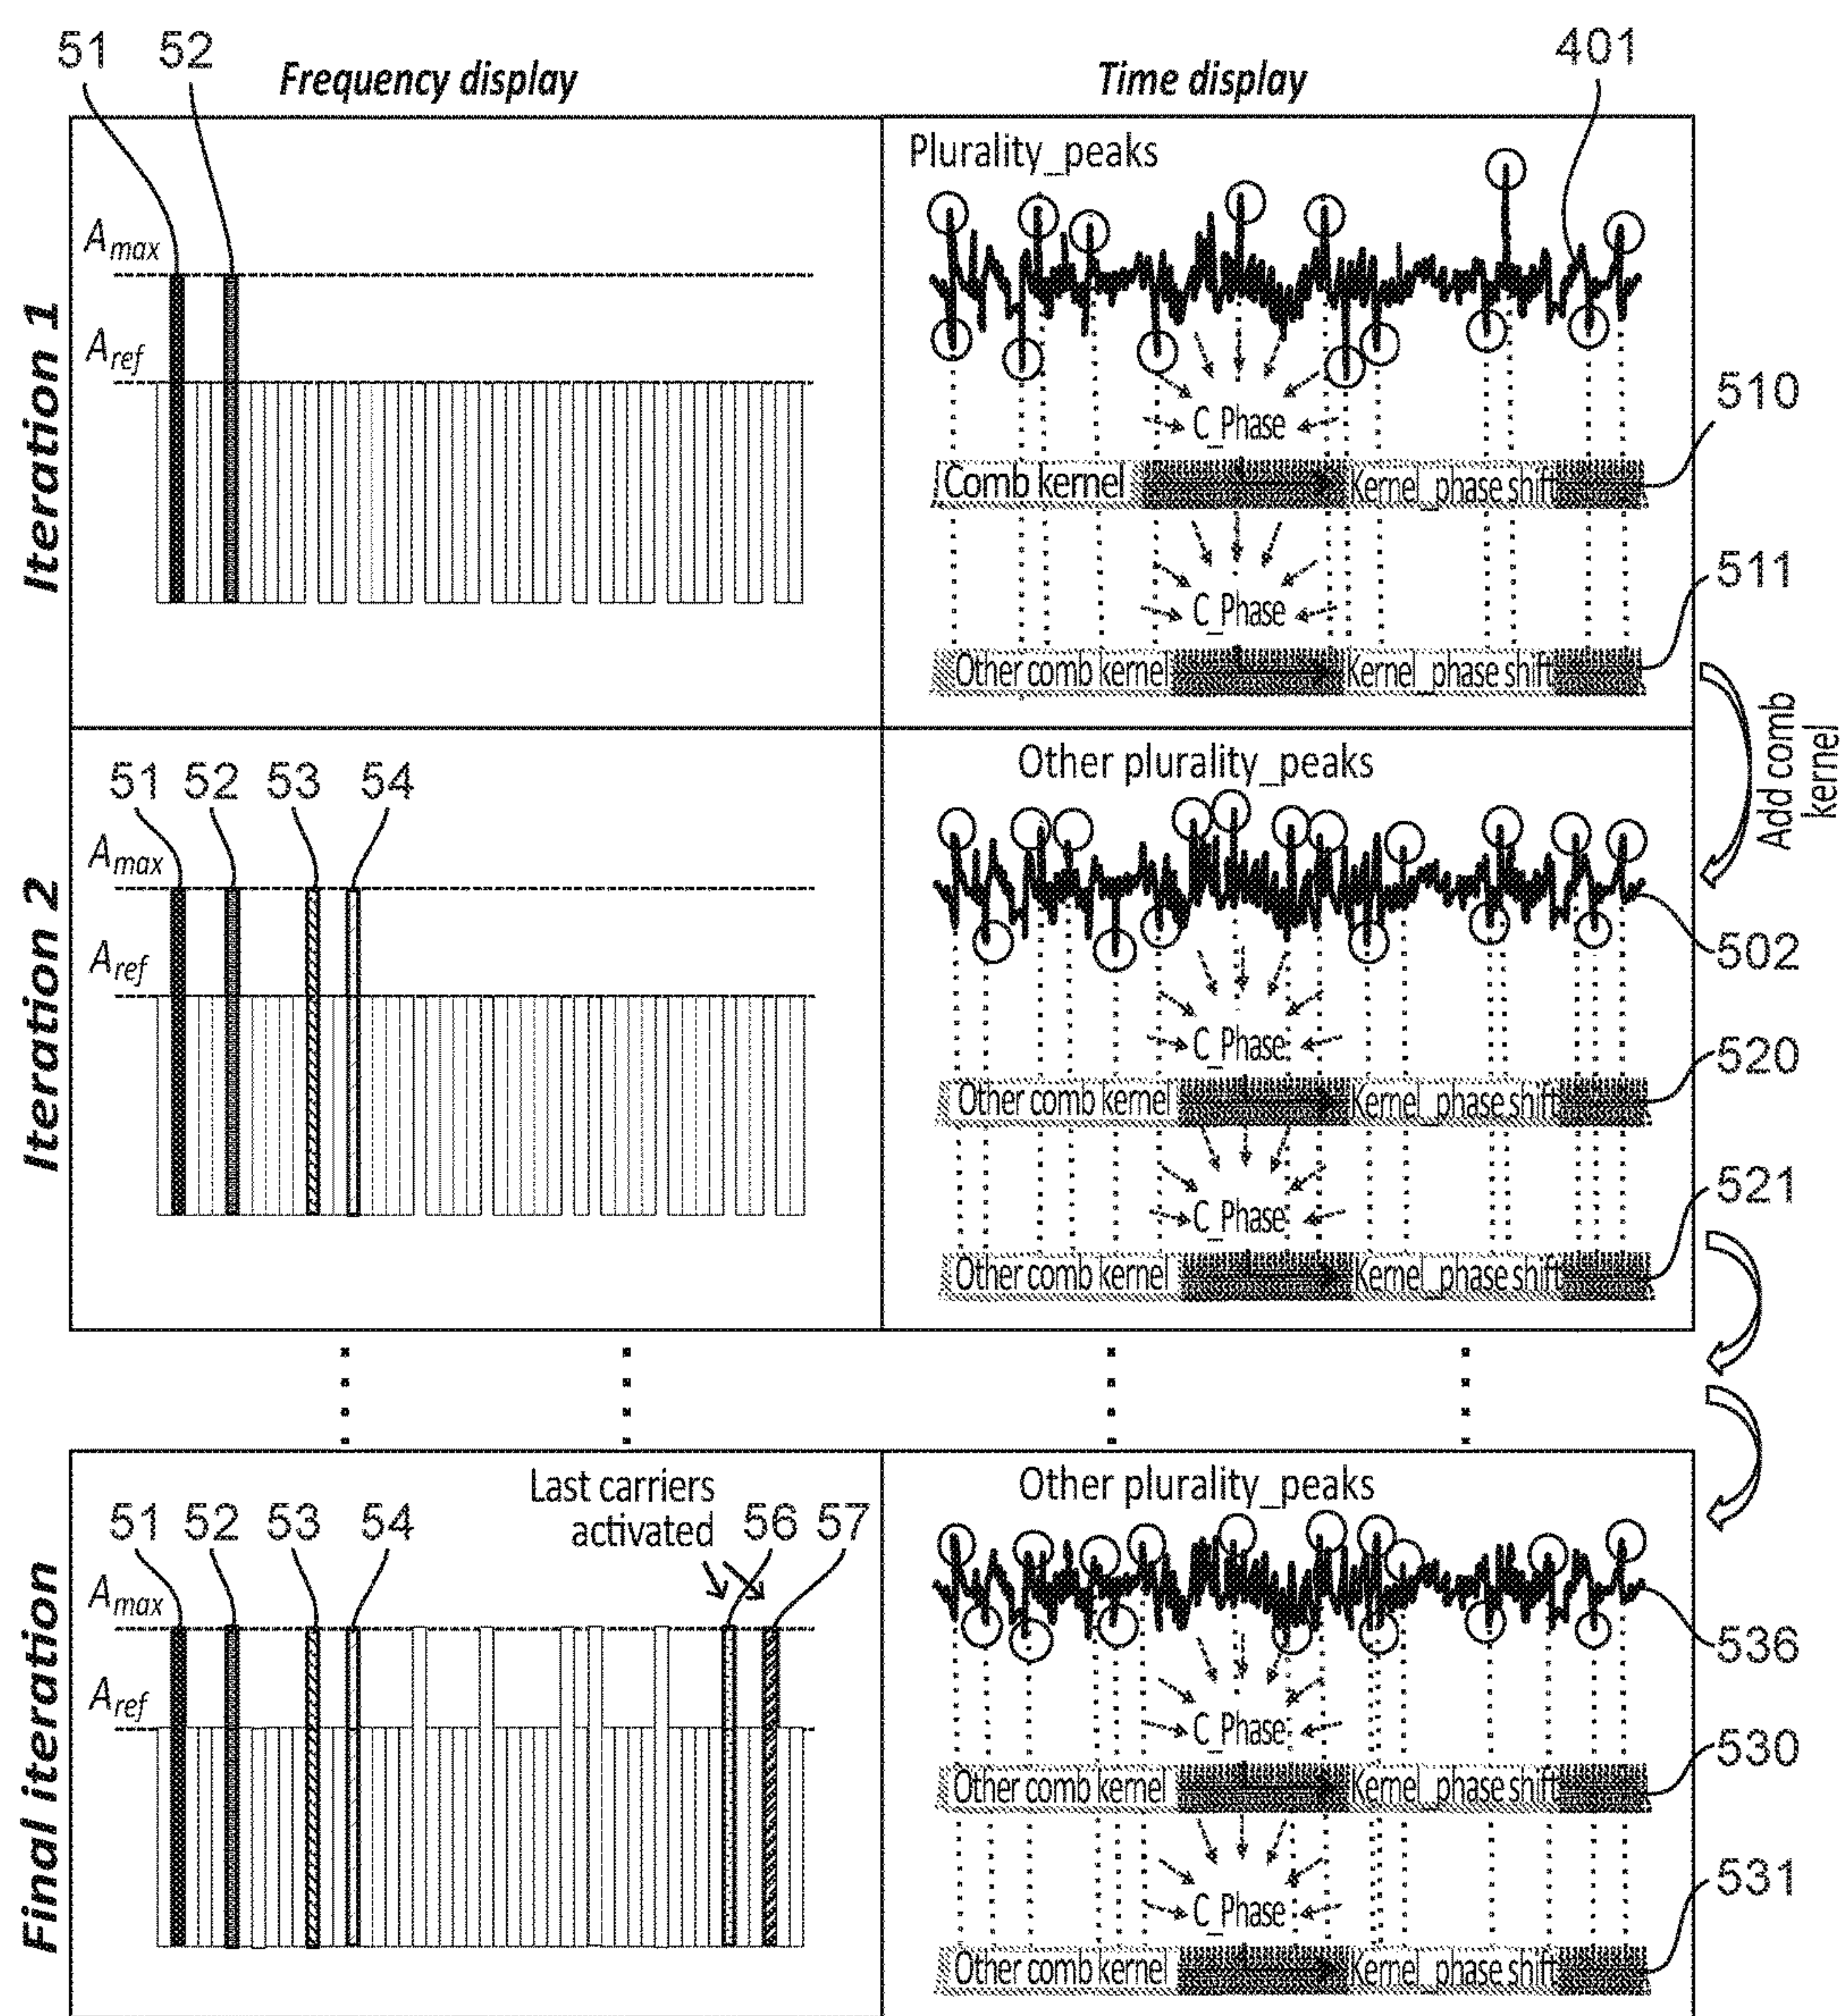 51 52 Frequency display Time display 401
Iteration 1
Amax
Aref
Plurality_peaks
C_Phase
Comb kernel Kernel_phase shift
510
C_Phase
Other comb kernel Kernel_phase shift
511
Add comb
kernel
Iteration 2
51 52 53 54
Amax
Aref
Other plurality_peaks
502
C_Phase
Other comb kernel Kernel_phase shift
520
C_Phase
Other comb kernel Kernel_phase shift
521
Final iteration
51 52 53 54
Last carriers
activated 56 57
Amax
Aref
Other plurality_peaks
536
C_Phase
Other comb kernel Kernel_phase shift
530
C_Phase
Other comb kernel Kernel_phase shift
531